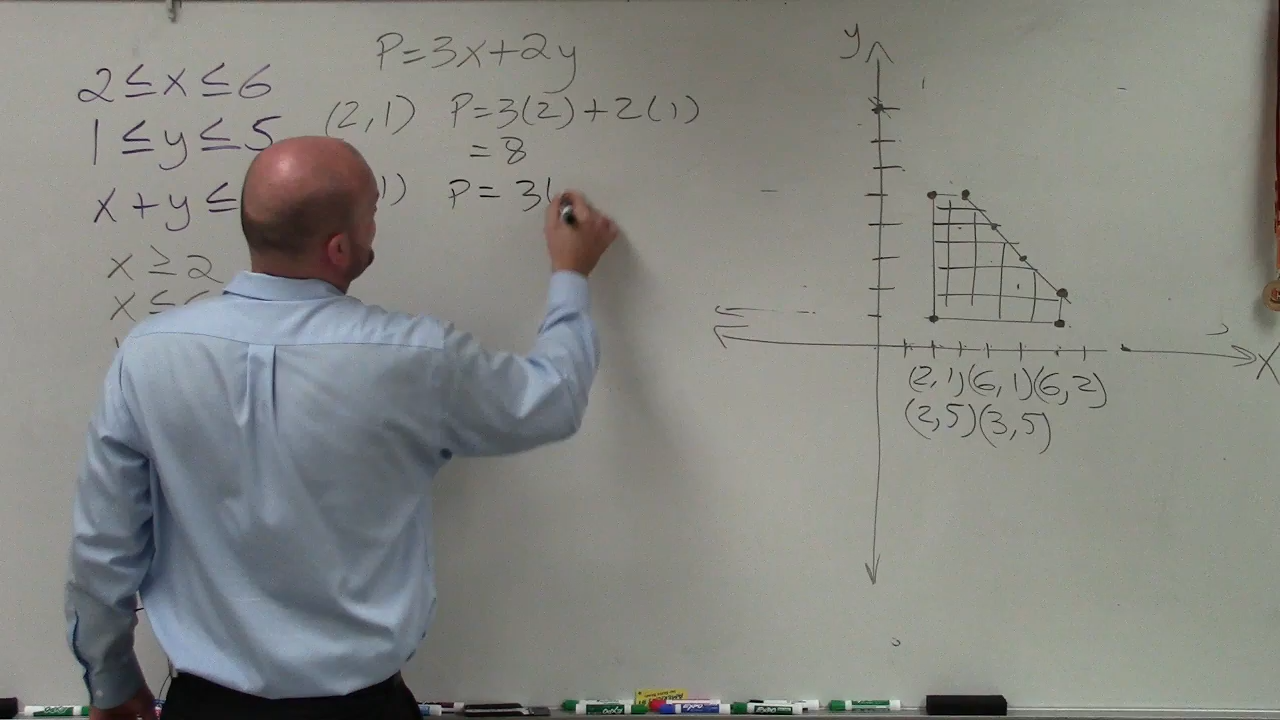 P=3x+2y
2≤x≤6
1≤y≤5
x+y≤
x≥2
x≤
(2,1) P=3(2)+2(1)
=8
1) P=3(
y
x
(2,1)(6,1)(6,2)
(2,5)(3,5)